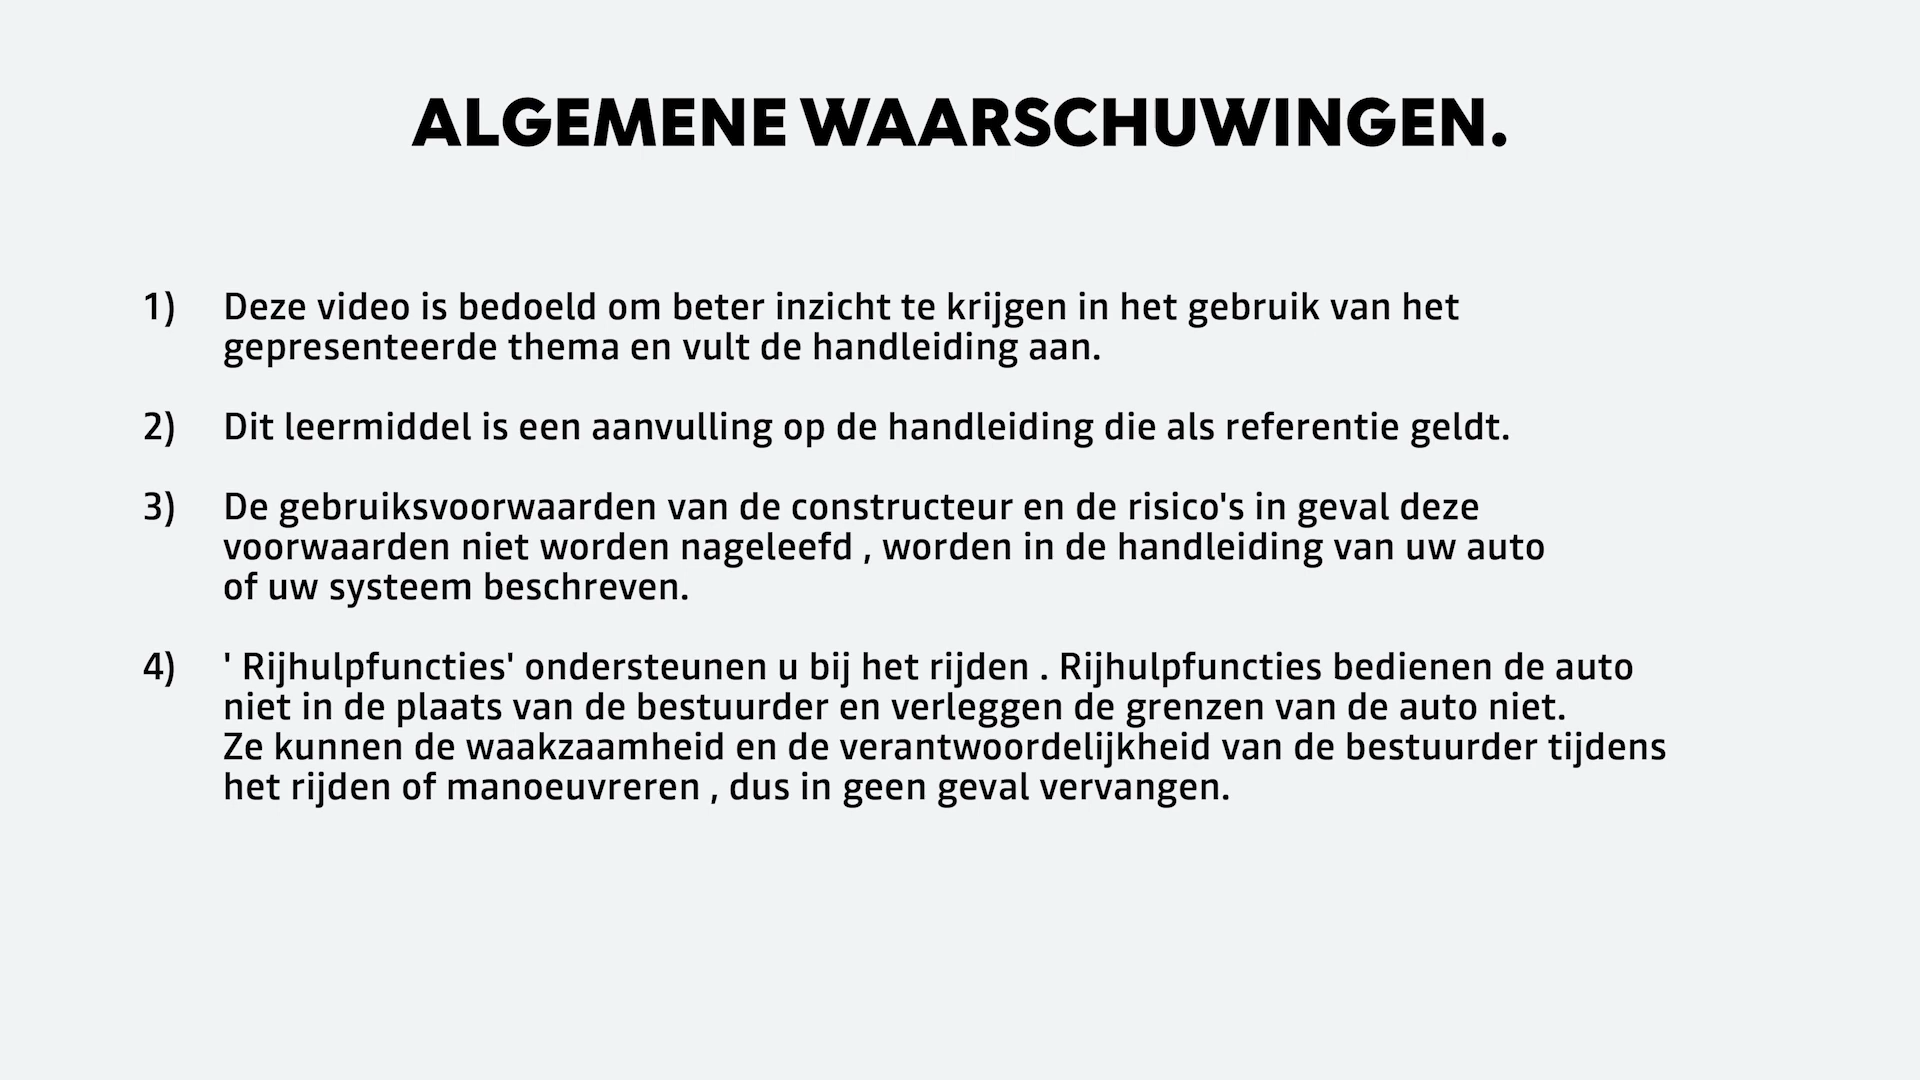 ALGEMENE WAARSCHUWINGEN.
1) Deze video is bedoeld om beter inzicht te krijgen in het gebruik van het
gepresenteerde thema en vult de handleiding aan.
2) Dit leermiddel is een aanvulling op de handleiding die als referentie geldt.
3) De gebruiksvoorwaarden van de constructeur en de risico's in geval deze
voorwaarden niet worden nageleefd , worden in de handleiding van uw auto
of uw systeem beschreven.
4) ' Rijhulpfuncties' ondersteunen u bij het rijden . Rijhulpfuncties bedienen de auto
niet in de plaats van de bestuurder en verleggen de grenzen van de auto niet.
Ze kunnen de waakzaamheid en de verantwoordelijkheid van de bestuurder tijdens
het rijden of manoeuvreren , dus in geen geval vervangen.